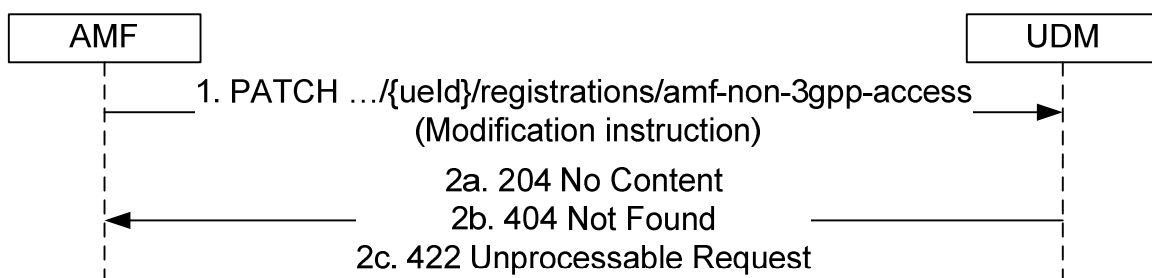 AMF
UDM
1. PATCH …/{ueId}/registrations/amf-non-3gpp-access
(Modification instruction)
2a. 204 No Content
2b. 404 Not Found
2c. 422 Unprocessable Request